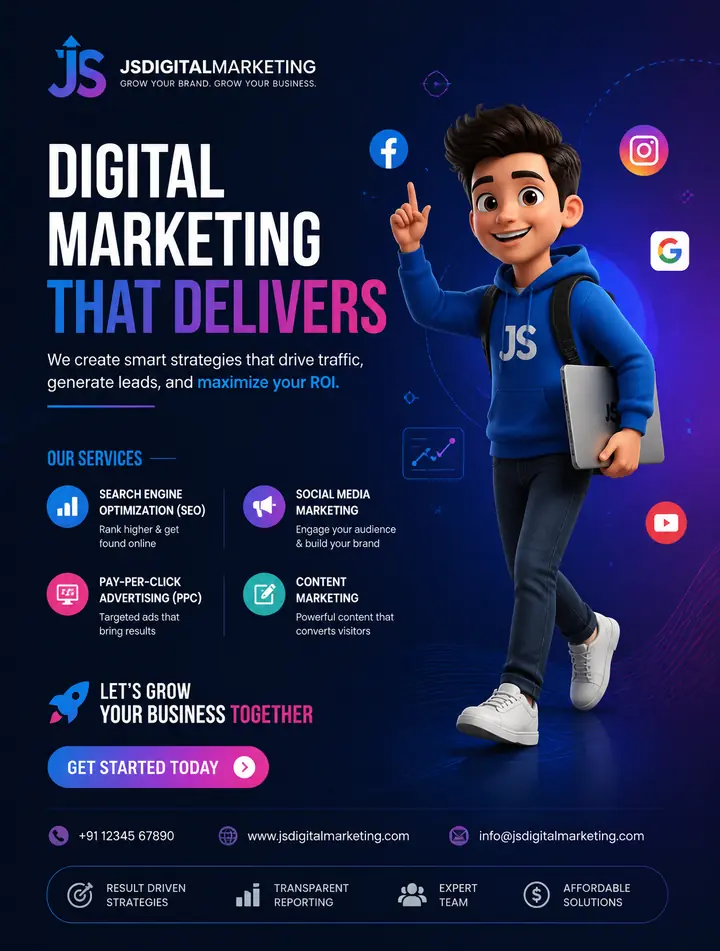 JS
JSDIGITALMARKETING
GROW YOUR BRAND. GROW YOUR BUSINESS.
DIGITAL
MARKETING
THAT DELIVERS
We create smart strategies that drive traffic,
generate leads, and maximize your ROI.
JS
JS
OUR SERVICES
SEARCH ENGINE
OPTIMIZATION (SEO)
Rank higher & get
found online
SOCIAL MEDIA
MARKETING
Engage your audience
& build your brand
PAY-PER-CLICK
ADVERTISING (PPC)
Targeted ads that
bring results
CONTENT
MARKETING
Powerful content that
converts visitors
LET'S GROW
YOUR BUSINESS TOGETHER
GET STARTED TODAY
+91 12345 67890
www.jsdigitalmarketing.com
info@jsdigitalmarketing.com
RESULT DRIVEN
STRATEGIES
TRANSPARENT
REPORTING
EXPERT
TEAM
AFFORDABLE
SOLUTIONS